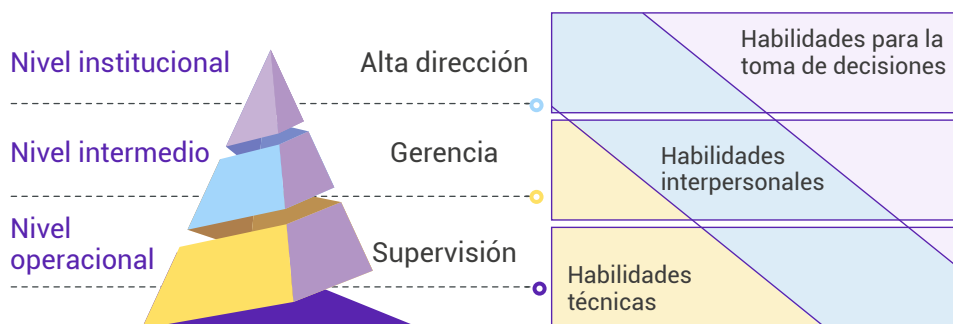 Nivel institucional
Alta dirección
Habilidades para la
toma de decisiones
Nivel intermedio
Gerencia
Habilidades
interpersonales
Nivel
operacional
Supervisión
Habilidades
técnicas